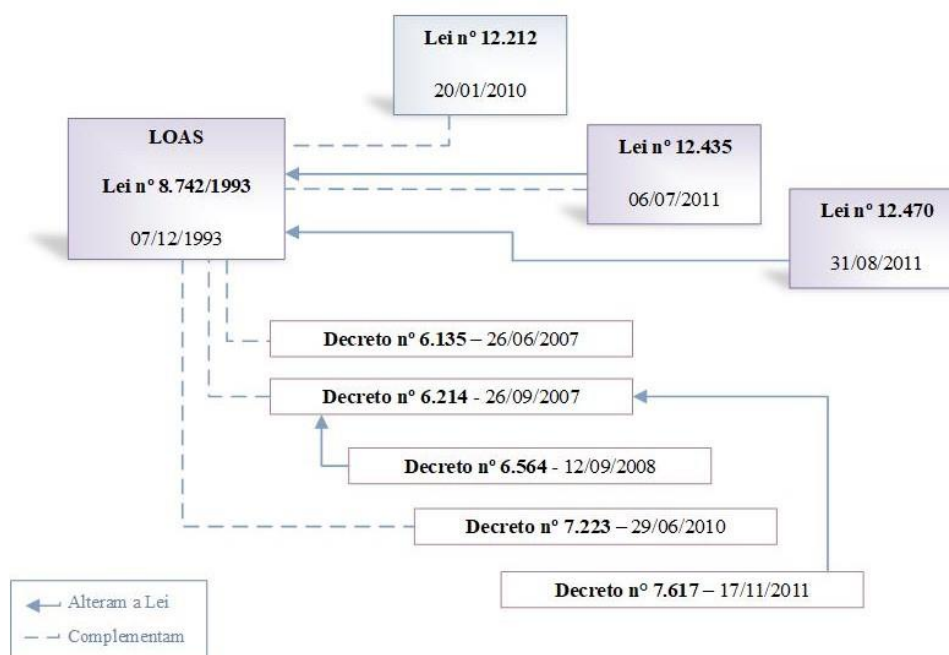 Lei nº 12.212
20/01/2010
LOAS
Lei nº 8.742/1993
07/12/1993
Lei nº 12.435
06/07/2011
Lei nº 12.470
31/08/2011
Decreto nº 6.135 – 26/06/2007
Decreto nº 6.214 - 26/09/2007
Decreto nº 6.564 - 12/09/2008
Decreto nº 7.223 – 29/06/2010
Decreto n° 7.617 – 17/11/2011
Alteram a Lei
Complementam